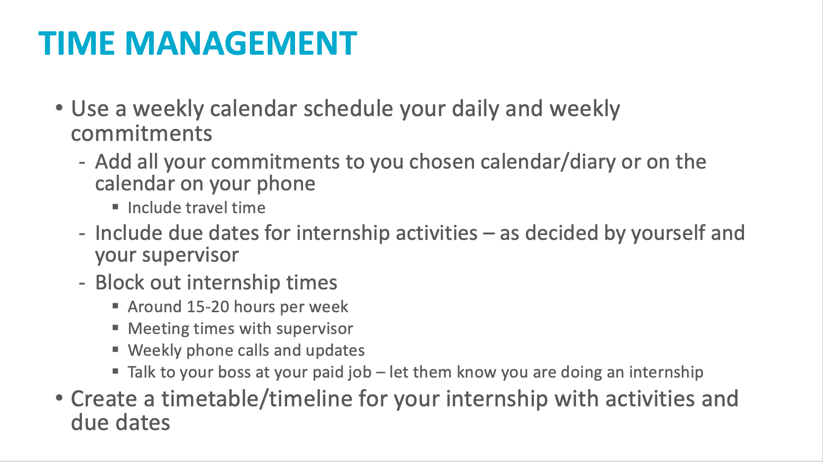 TIME MANAGEMENT
• Use a weekly calendar schedule your daily and weekly
commitments
- Add all your commitments to you chosen calendar/diary or on the
calendar on your phone
▪ Include travel time
- Include due dates for internship activities – as decided by yourself and
your supervisor
- Block out internship times
▪ Around 15-20 hours per week
▪ Meeting times with supervisor
▪ Weekly phone calls and updates
▪ Talk to your boss at your paid job – let them know you are doing an internship
• Create a timetable/timeline for your internship with activities and
due dates